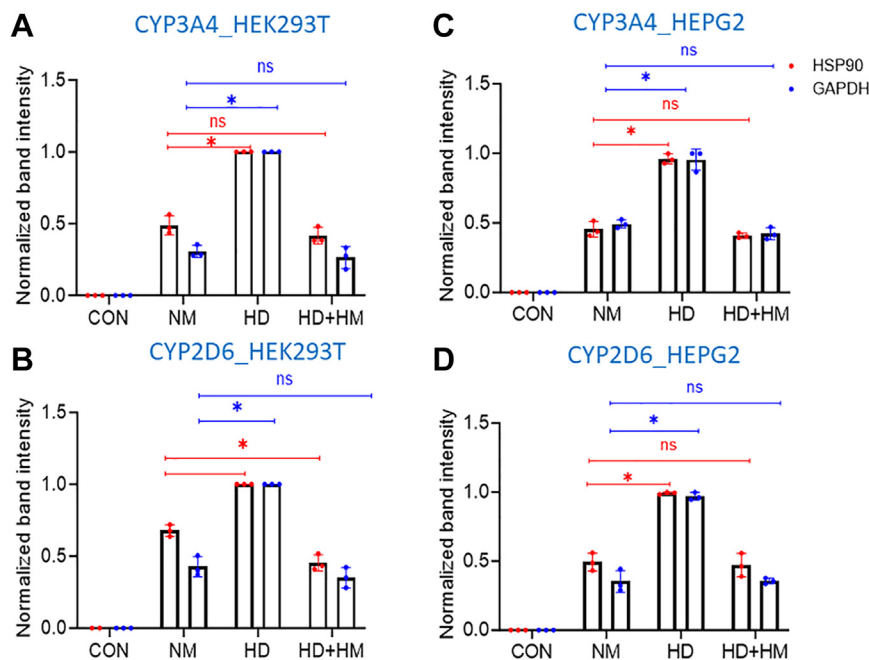 A
CYP3A4_HEK293T
Normalized band intensity
1.5
1.0
0.5
0.0
ns
*
ns
*
CON NM HD HD+HM
C
CYP3A4_HEPG2
HSP90
GAPDH
Normalized band intensity
1.5
1.0
0.5
0.0
ns
*
ns
*
CON NM HD HD+HM
B
CYP2D6_HEK293T
Normalized band intensity
1.5
1.0
0.5
0.0
ns
*
*
CON NM HD HD+HM
D
CYP2D6_HEPG2
Normalized band intensity
1.5
1.0
0.5
0.0
ns
*
ns
*
CON NM HD HD+HM